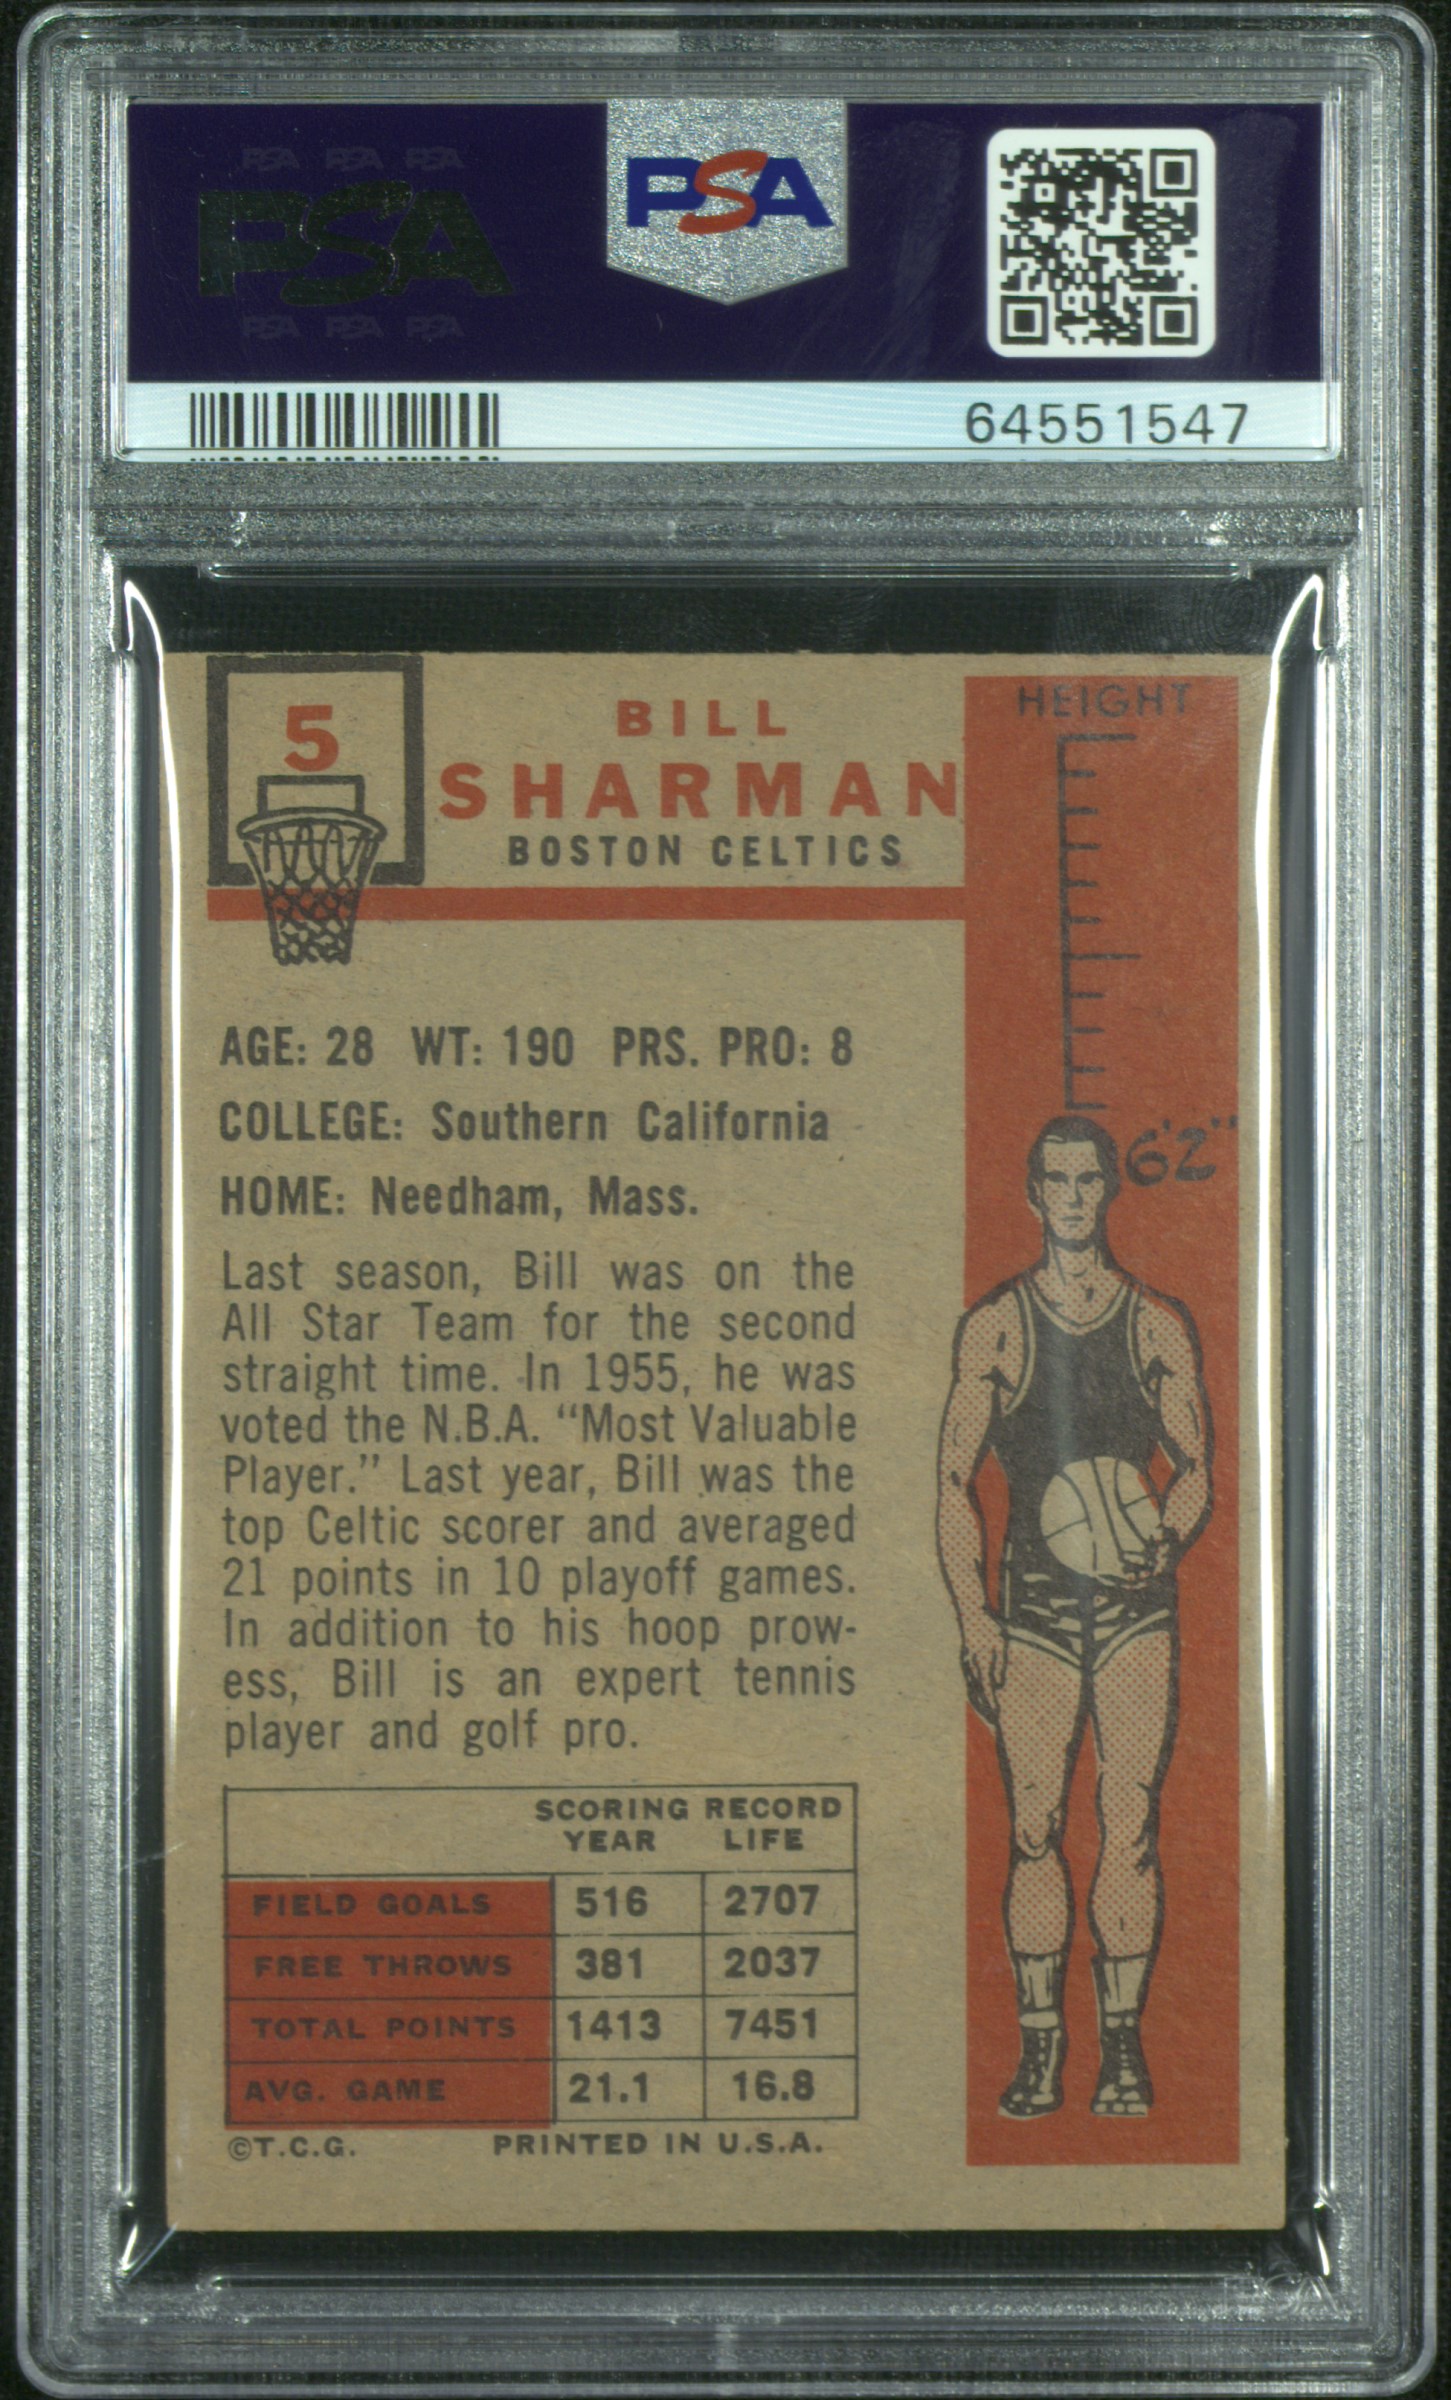 PSA PSA PSA
PSA
PSA PSA PSA
PSA
64551547
5
BILL
SHARMAN
BOSTON CELTICS
HEIGHT
6'2"
AGE: 28 WT: 190 PRS. PRO: 8
COLLEGE: Southern California
HOME: Needham, Mass.
Last season, Bill was on the
All Star Team for the second
straight time. In 1955, he was
voted the N.B.A. “Most Valuable
Player.” Last year, Bill was the
top Celtic scorer and averaged
21 points in 10 playoff games.
In addition to his hoop prow-
ess, Bill is an expert tennis
player and golf pro.
SCORING RECORD
YEAR LIFE
FIELD GOALS 516 2707
FREE THROWS 381 2037
TOTAL POINTS 1413 7451
AVG. GAME 21.1 16.8
©T.C.G. PRINTED IN U.S.A.